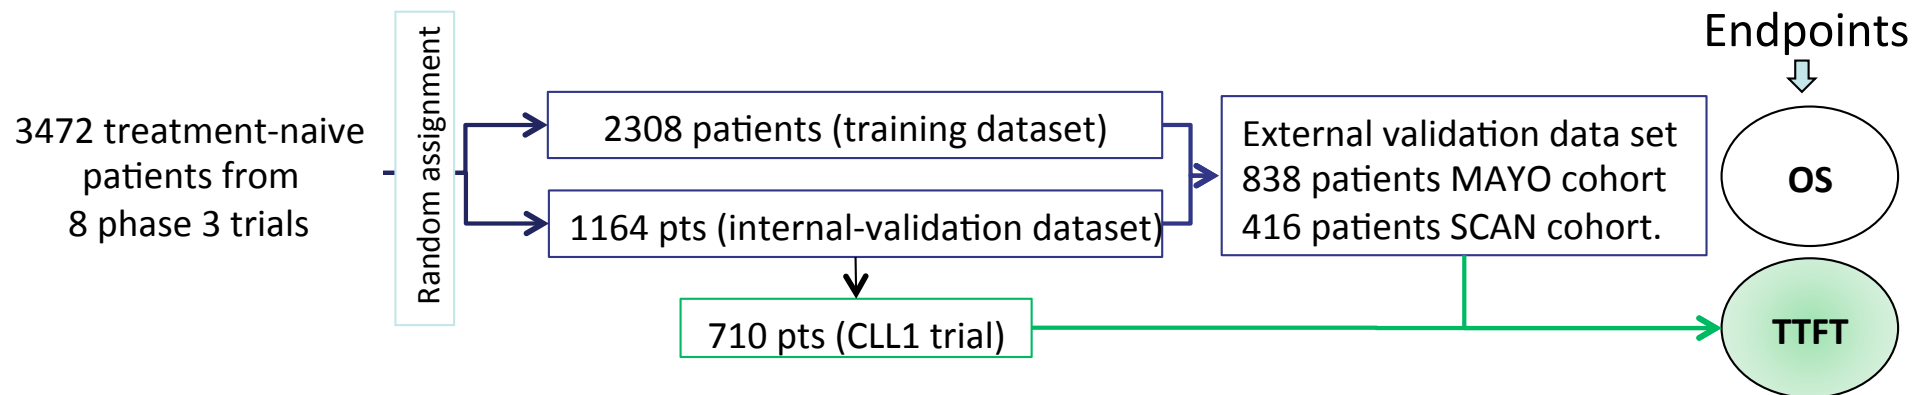 Endpoints
3472 treatment-naive
patients from
8 phase 3 trials
Random assignment
2308 patients (training dataset)
1164 pts (internal-validation dataset)
710 pts (CLL1 trial)
External validation data set
838 patients MAYO cohort
416 patients SCAN cohort.
OS
TTFT